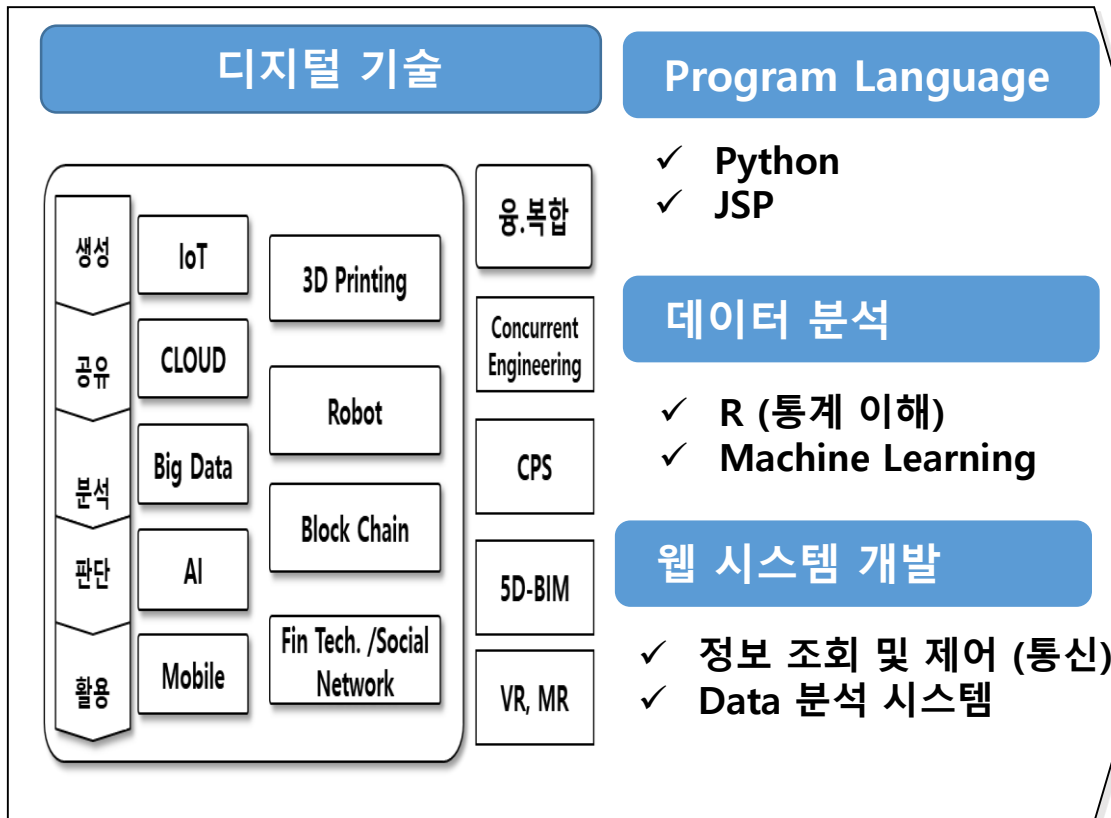 디지털 기술
생성
공유
분석
판단
활용
IoT
CLOUD
Big Data
AI
Mobile
3D Printing
Robot
Block Chain
Fin Tech. /Social
Network
융.복합
Concurrent
Engineering
CPS
5D-BIM
VR, MR
Program Language
✓ Python
✓ JSP
데이터 분석
✓ R (통계 이해)
✓ Machine Learning
웹 시스템 개발
✓ 정보 조회 및 제어 (통신)
✓ Data 분석 시스템